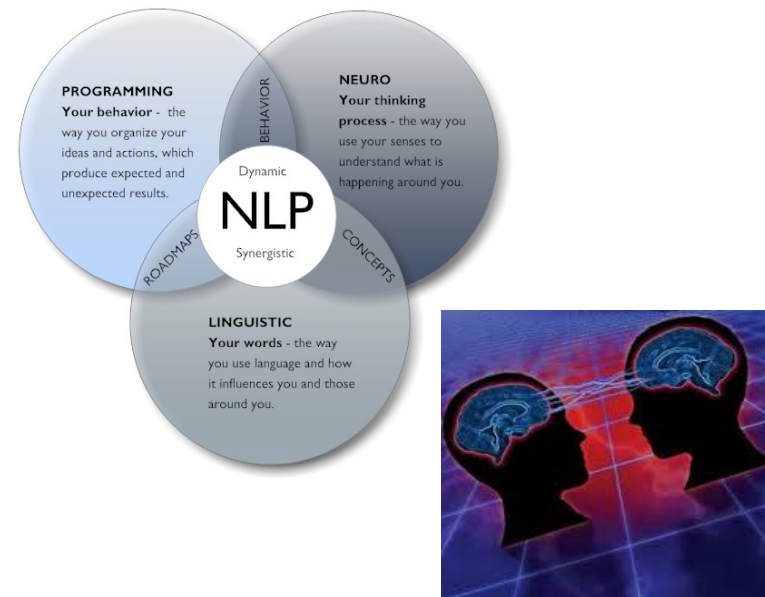 PROGRAMMING
Your behavior - the
way you organize your
ideas and actions, which
produce expected and
unexpected results.
BEHAVIOR
NEURO
Your thinking
process - the way you
use your senses to
understand what is
happening around you.
Dynamic
NLP
Synergistic
ROADMAPS
CONCEPTS
LINGUISTIC
Your words - the way
you use language and how
it influences you and those
around you.